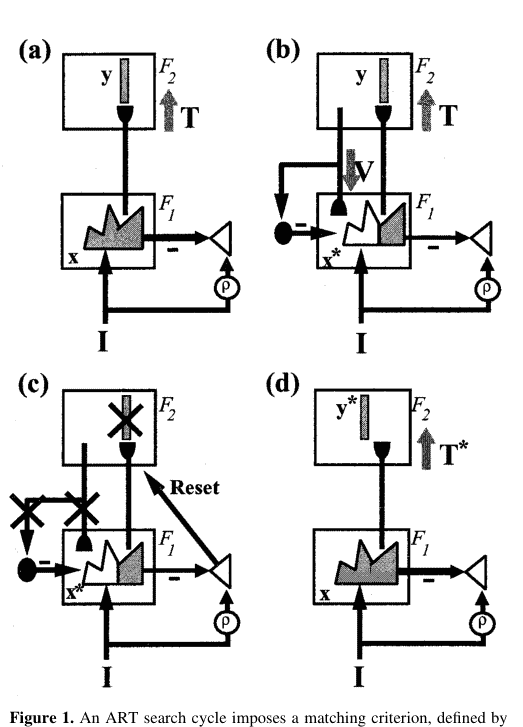 (a)
y
F2
T
F1
x
ρ
I
(b)
y
F2
T
V
F1
x*
ρ
I
(c)
F2
Reset
F1
x*
ρ
I
(d)
y*
F2
T*
F1
x
ρ
I
Figure 1. An ART search cycle imposes a matching criterion, defined by